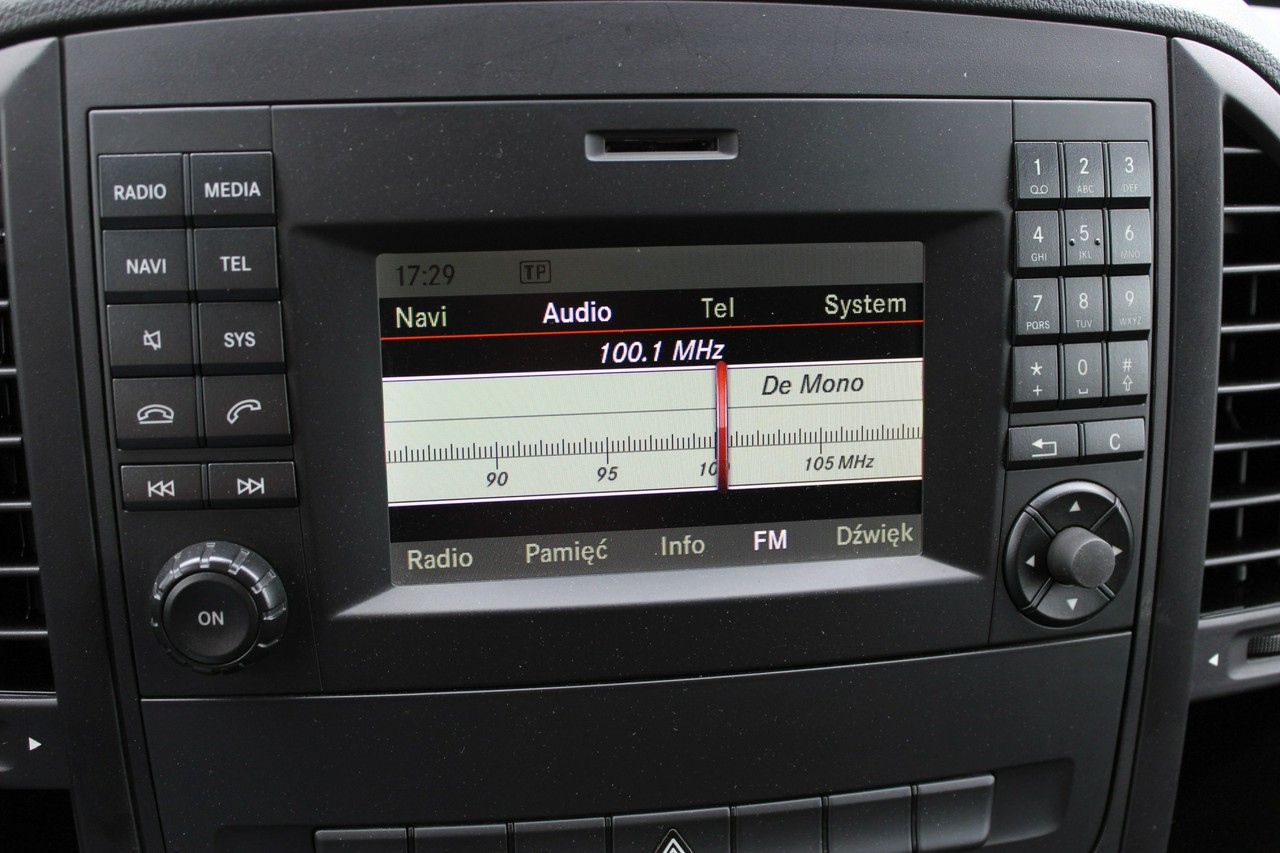 RADIO MEDIA
NAVI TEL
SYS
ON
17:29 TP
Navi Audio Tel System
100.1 MHz
De Mono
90 95 100 105 MHz
Radio Pamięć Info FM Dźwięk
1 2 3
ABC DEF
4 5 6
GHI JKL MNO
7 8 9
PQRS TUV WXYZ
* 0 #
+
C